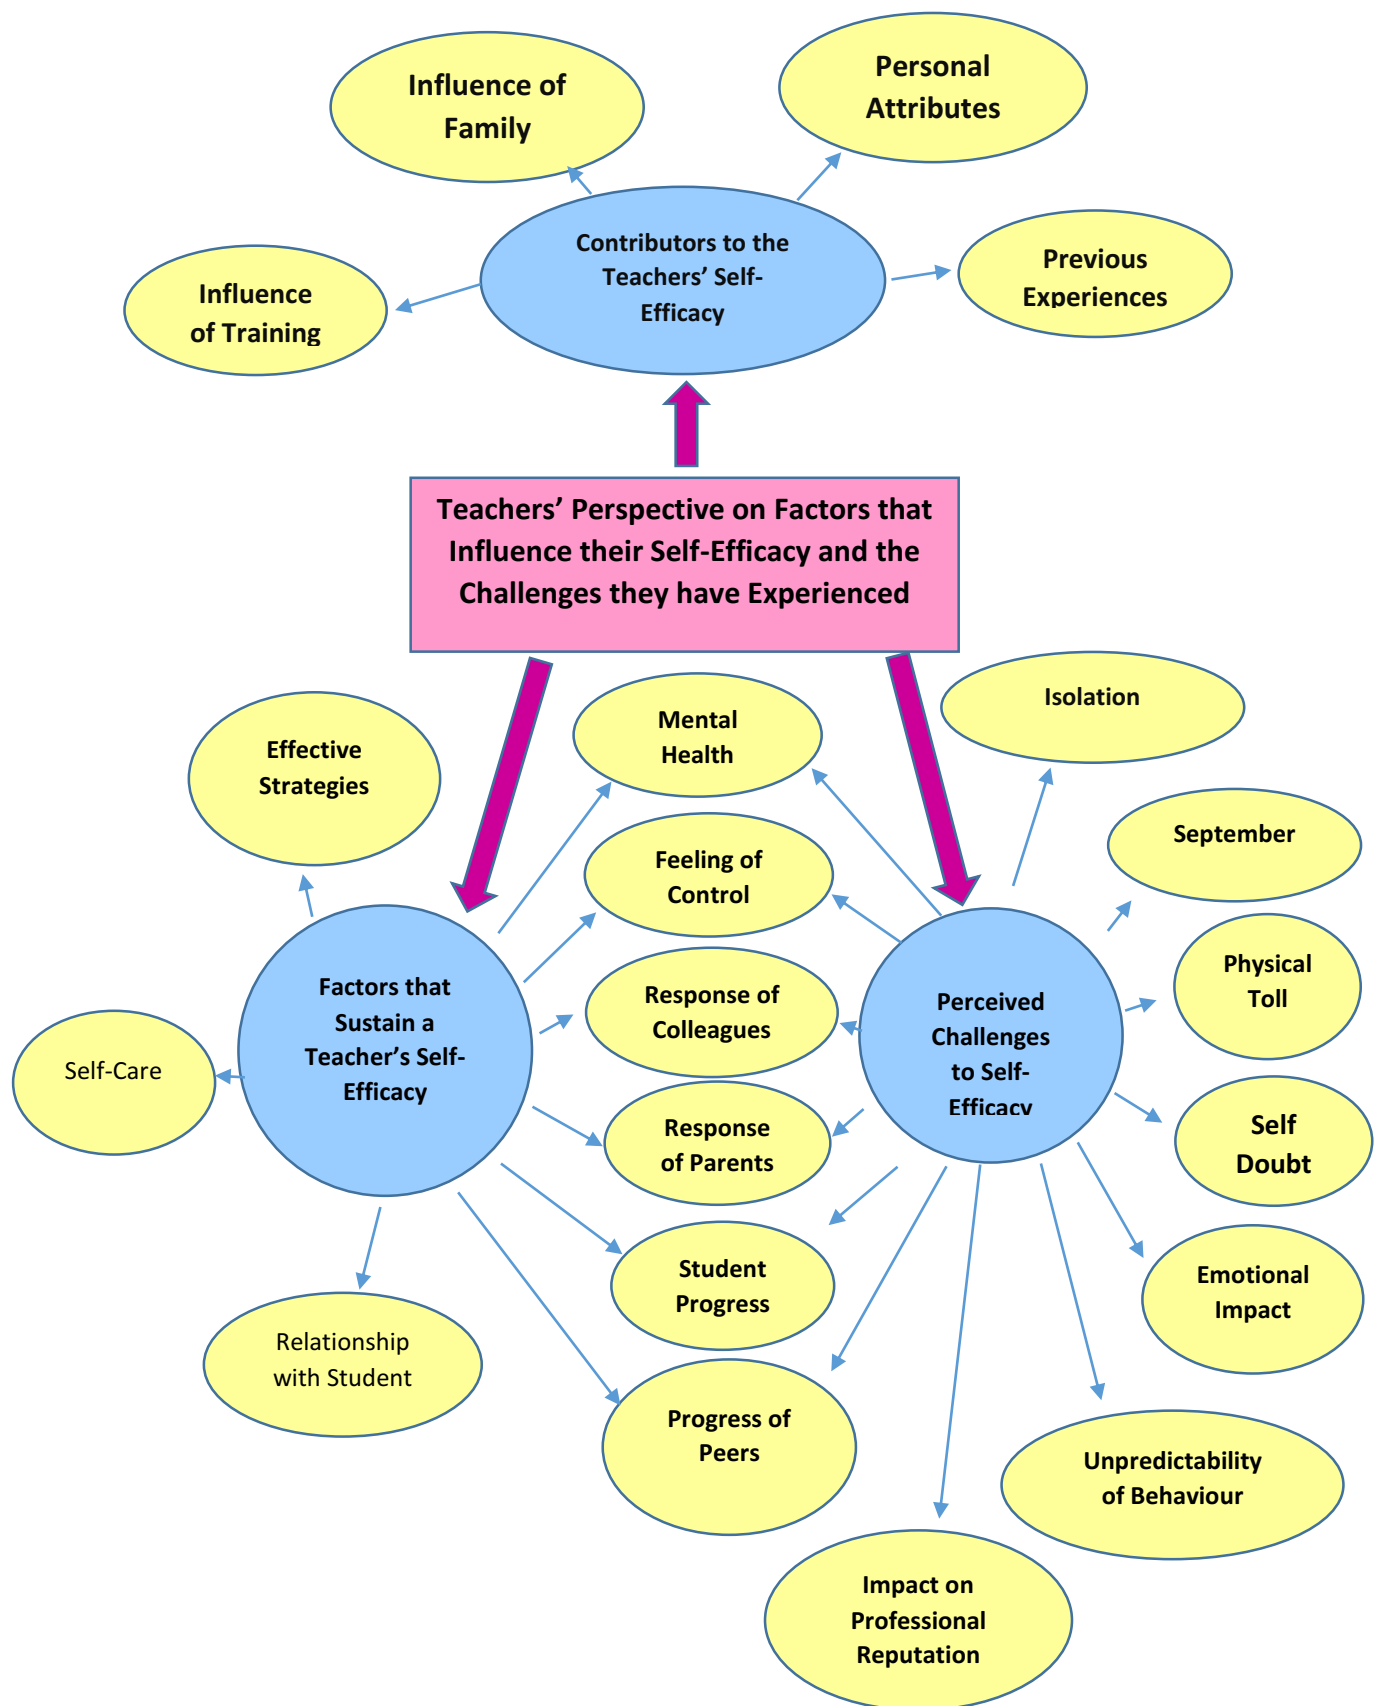 Influence of
Family
Personal
Attributes
Contributors to the
Teachers' Self-
Efficacy
Previous
Experiences
Influence
of Training
Teachers' Perspective on Factors that
Influence their Self-Efficacy and the
Challenges they have Experienced
Isolation
Mental
Health
Effective
Strategies
September
Feeling of
Control
Physical
Toll
Factors that
Sustain a
Teacher's Self-
Efficacy
Response of
Colleagues
Perceived
Challenges
to Self-
Efficacy
Self-Care
Response
of Parents
Self
Doubt
Student
Progress
Emotional
Impact
Relationship
with Student
Progress of
Peers
Unpredictability
of Behaviour
Impact on
Professional
Reputation